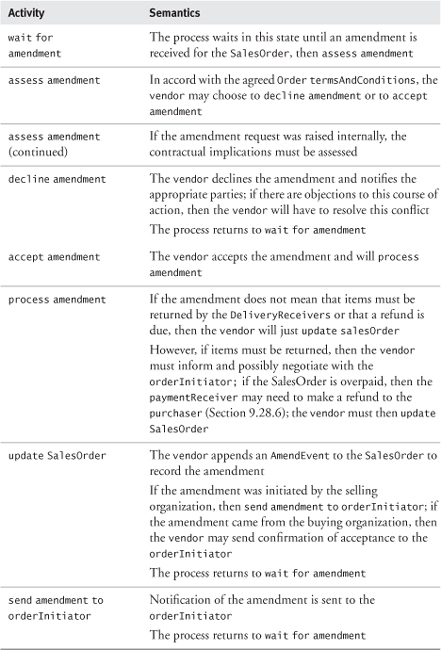 Activity Semantics
wait for The process waits in this state until an amendment is
amendment received for the SalesOrder, then assess amendment
assess amendment In accord with the agreed Order termsAndConditions, the
vendor may choose to decline amendment or to accept
amendment
assess amendment If the amendment request was raised internally, the
(continued) contractual implications must be assessed
decline amendment The vendor declines the amendment and notifies the
appropriate parties; if there are objections to this course of
action, then the vendor will have to resolve this conflict
The process returns to wait for amendment
accept amendment The vendor accepts the amendment and will process
amendment
process amendment If the amendment does not mean that items must be
returned by the DeliveryReceivers or that a refund is
due, then the vendor will just update salesOrder
However, if items must be returned, then the vendor
must inform and possibly negotiate with the
orderInitiator; if the SalesOrder is overpaid, then the
paymentReceiver may need to make a refund to the
purchaser (Section 9.28.6); the vendor must then update
SalesOrder
update SalesOrder The vendor appends an AmendEvent to the SalesOrder to
record the amendment
If the amendment was initiated by the selling
organization, then send amendment to orderInitiator; if
the amendment came from the buying organization, then
the vendor may send confirmation of acceptance to the
orderInitiator
The process returns to wait for amendment
send amendment to Notification of the amendment is sent to the
orderInitiator orderInitiator
The process returns to wait for amendment